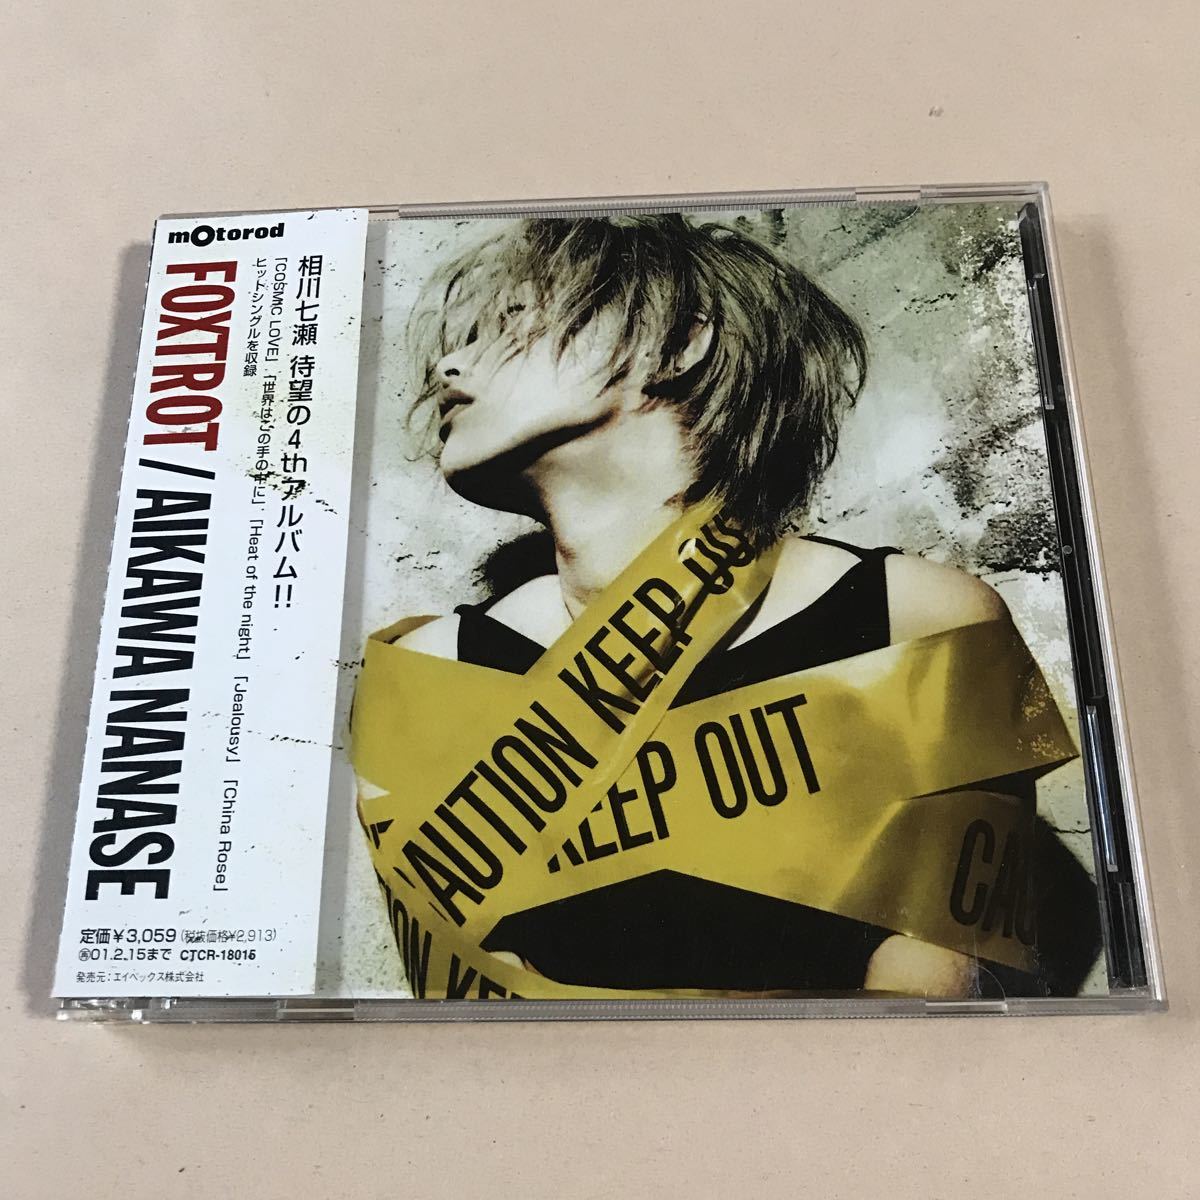 mOtorod
FOXTROT / AIKAWA NANASE
相川七瀬 待望の4thアルバム!!
「COSMIC LOVE」「世界はこの手の中に」「Heat of the night」「Jealousy」「China Rose」
ヒットシングルを収録
定価¥3,059(税抜価格¥2,913)
01.2.15まで CTCR-18015
発売元:エイベックス株式会社
CAUTION KEEP OU
KEEP OUT
CAU
ION KEE